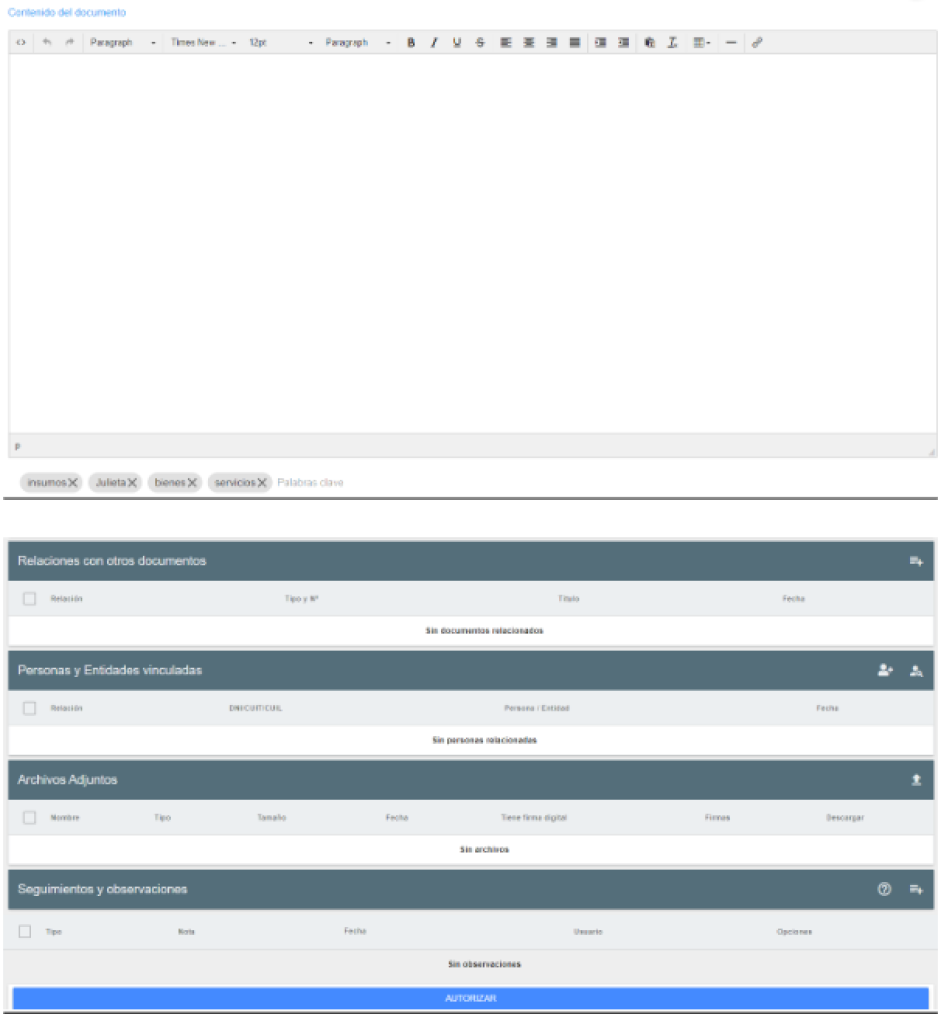 Contenido del documento
Paragraph Times New ... 12pt Paragraph B I U S
p
insumos X Julieta X bienes X servicios X Palabras clave
Relaciones con otros documentos
Relación Tipo y Nº Título Fecha
Sin documentos relacionados
Personas y Entidades vinculadas
Relación DNI/CUIT/CUIL Persona / Entidad Fecha
Sin personas relacionadas
Archivos Adjuntos
Nombre Tipo Tamaño Fecha Tiene firma digital Firmas Descargar
Sin archivos
Seguimientos y observaciones
Tipo Nota Fecha Usuario Opciones
Sin observaciones
AUTORIZAR